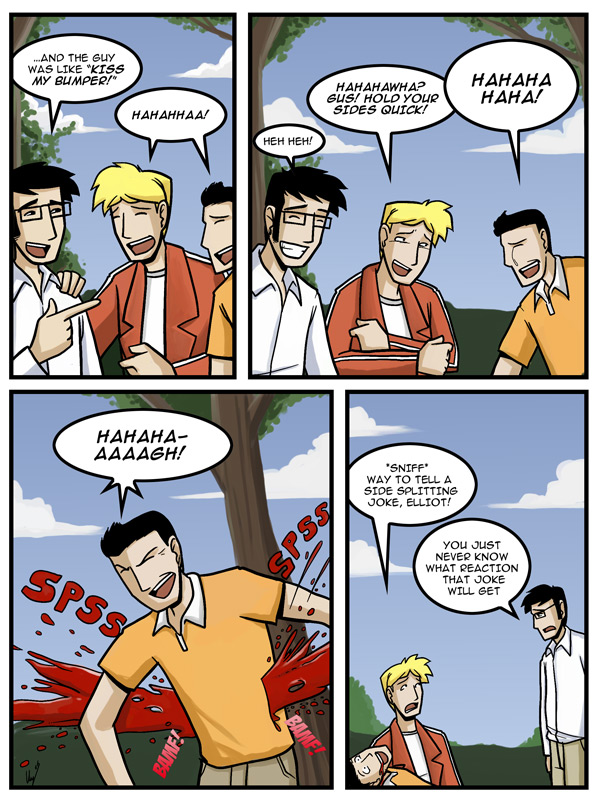 ...AND THE GUY
WAS LIKE "KISS
MY BUMPER!"
HAHAHHAA!
HEH HEH!
HAHAHAWHA?
GUS! HOLD YOUR
SIDES QUICK!
HAHAHA
HAHA!
HAHAHA-
AAAAGH!
SPSS
SPSS
BAMF!
BAMF!
*SNIFF*
WAY TO TELL A
SIDE SPLITTING
JOKE, ELLIOT!
YOU JUST
NEVER KNOW
WHAT REACTION
THAT JOKE
WILL GET